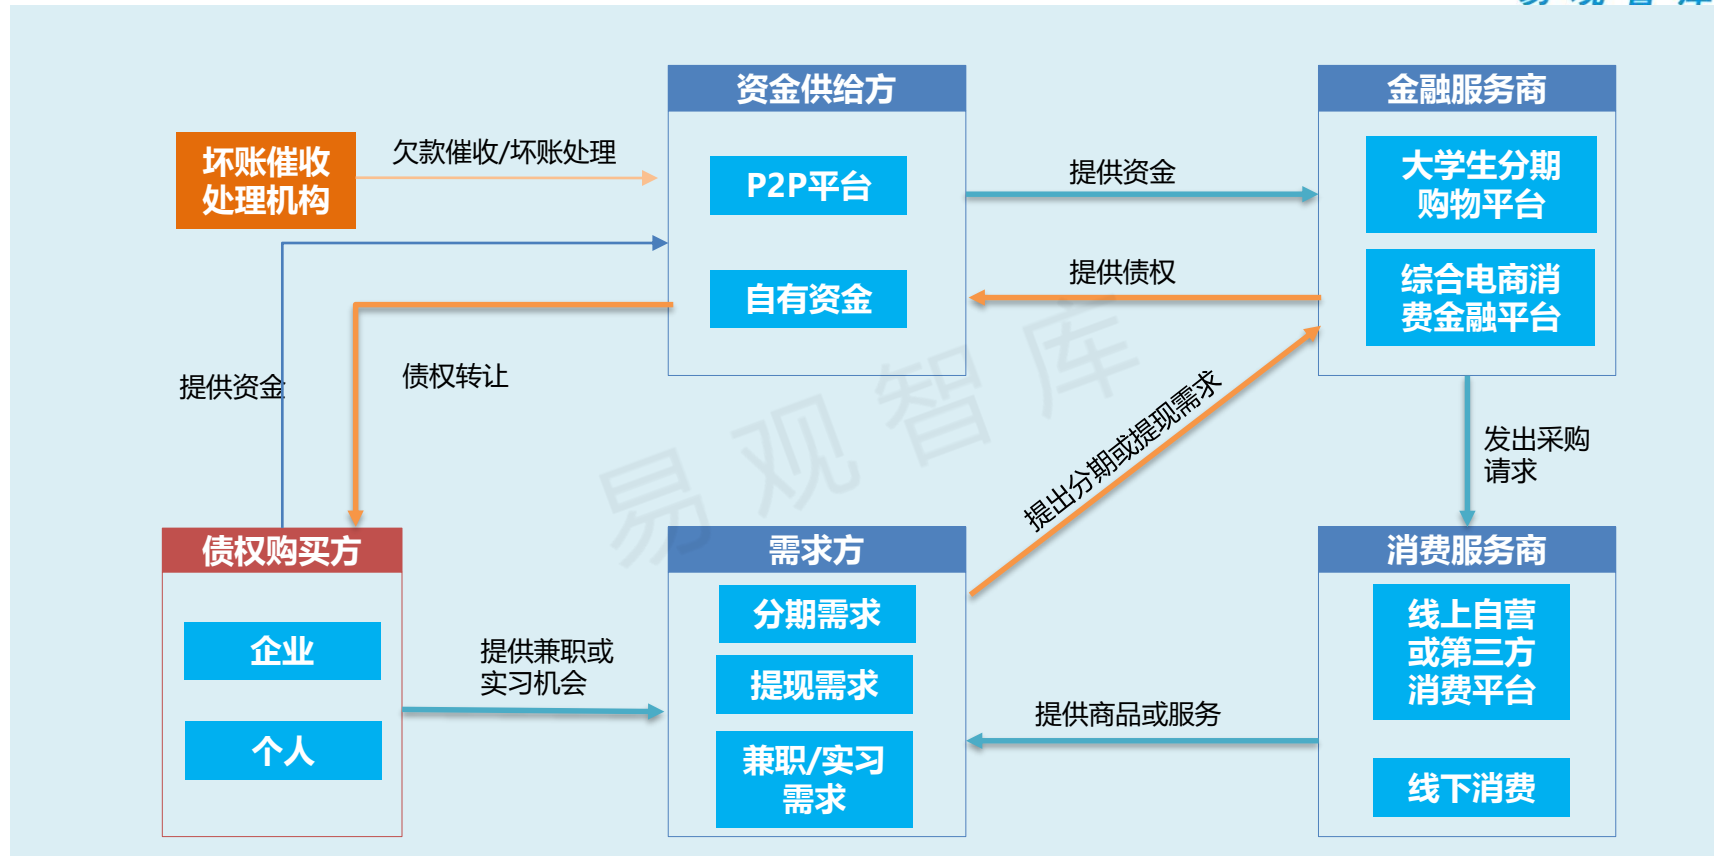 易观智库
资金供给方
金融服务商
坏账催收
处理机构
欠款催收/坏账处理
P2P平台
提供资金
大学生分期
购物平台
自有资金
提供债权
综合电商消
费金融平台
提供资金
债权转让
提出分期或提现需求
发出采购
请求
易观智库
债权购买方
需求方
消费服务商
企业
个人
提供兼职或
实习机会
分期需求
提现需求
兼职/实习
需求
提供商品或服务
线上自营
或第三方
消费平台
线下消费